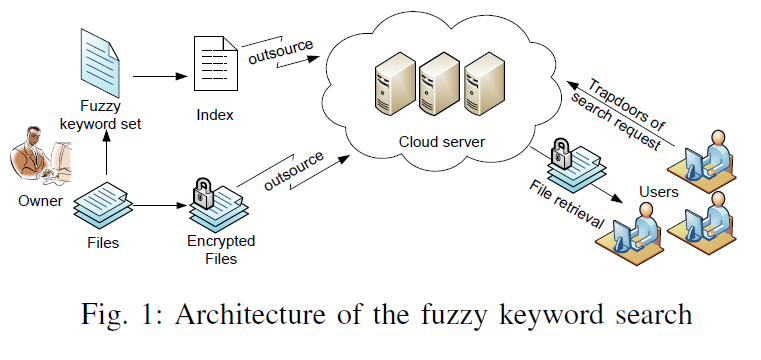 Fuzzy
keyword set
Index
outsource
Cloud server
Trapdoors of
search request
Owner
Files
Encrypted
Files
outsource
File retrieval
Users
Fig. 1: Architecture of the fuzzy keyword search